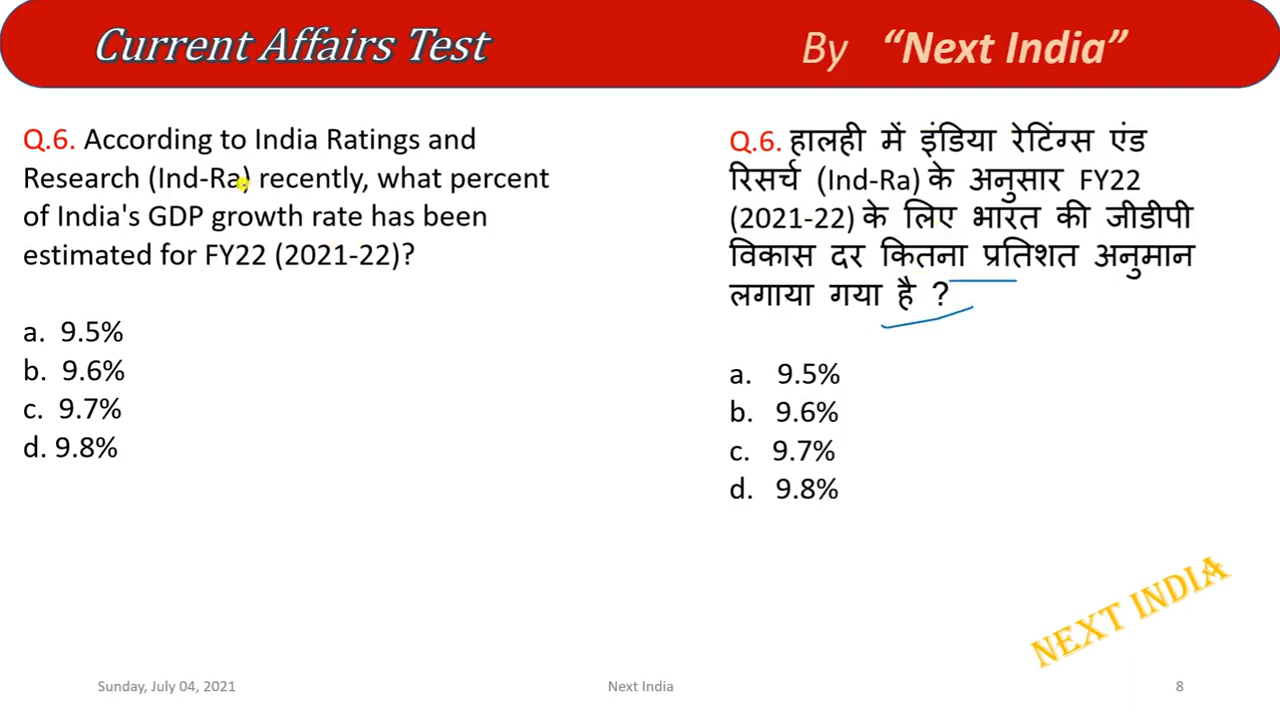 Current Affairs Test
By “Next India”
Q.6. According to India Ratings and
Research (Ind-Ra) recently, what percent
of India's GDP growth rate has been
estimated for FY22 (2021-22)?
a. 9.5%
b. 9.6%
c. 9.7%
d. 9.8%
Q.6. हालही में इंडिया रेटिंग्स एंड
रिसर्च (Ind-Ra) के अनुसार FY22
(2021-22) के लिए भारत की जीडीपी
विकास दर कितना प्रतिशत अनुमान
लगाया गया है ?
a. 9.5%
b. 9.6%
c. 9.7%
d. 9.8%
NEXT INDIA
Sunday, July 04, 2021
Next India
8